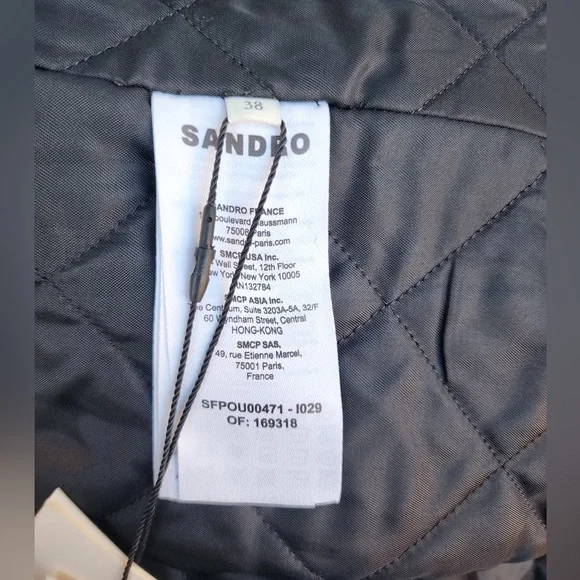 38
SANDRO
SANDRO FRANCE
boulevard Haussmann
75008 Paris
www.sandro-paris.com
SMCP USA Inc.
Wall Street, 12th Floor
New York New York 10005
RN132784
SMCP ASIA Inc.
The Centrum, Suite 3203A-5A, 32/F
60 Wyndham Street, Central
HONG-KONG
SMCP SAS,
49, rue Etienne Marcel,
75001 Paris,
France
SFPOU00471 - I029
OF: 169318